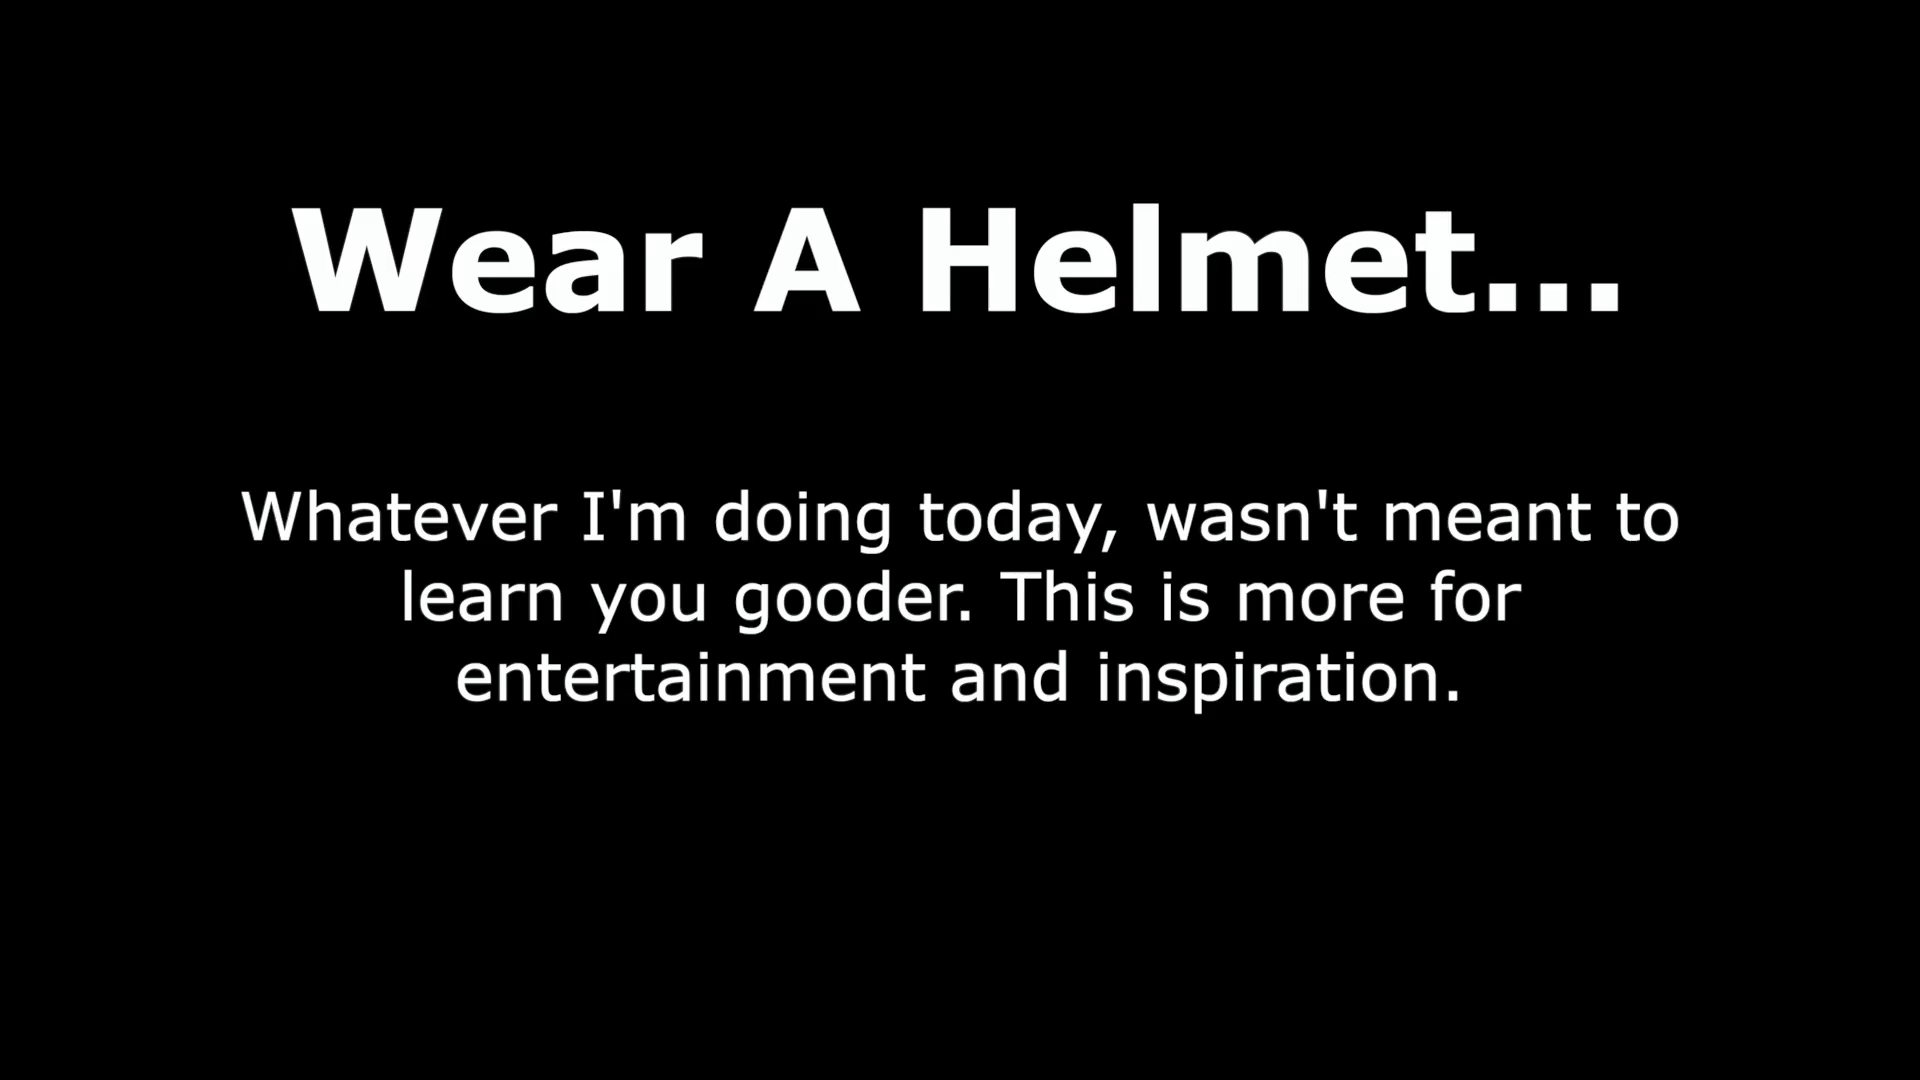 Wear A Helmet...
Whatever I'm doing today, wasn't meant to
learn you gooder. This is more for
entertainment and inspiration.